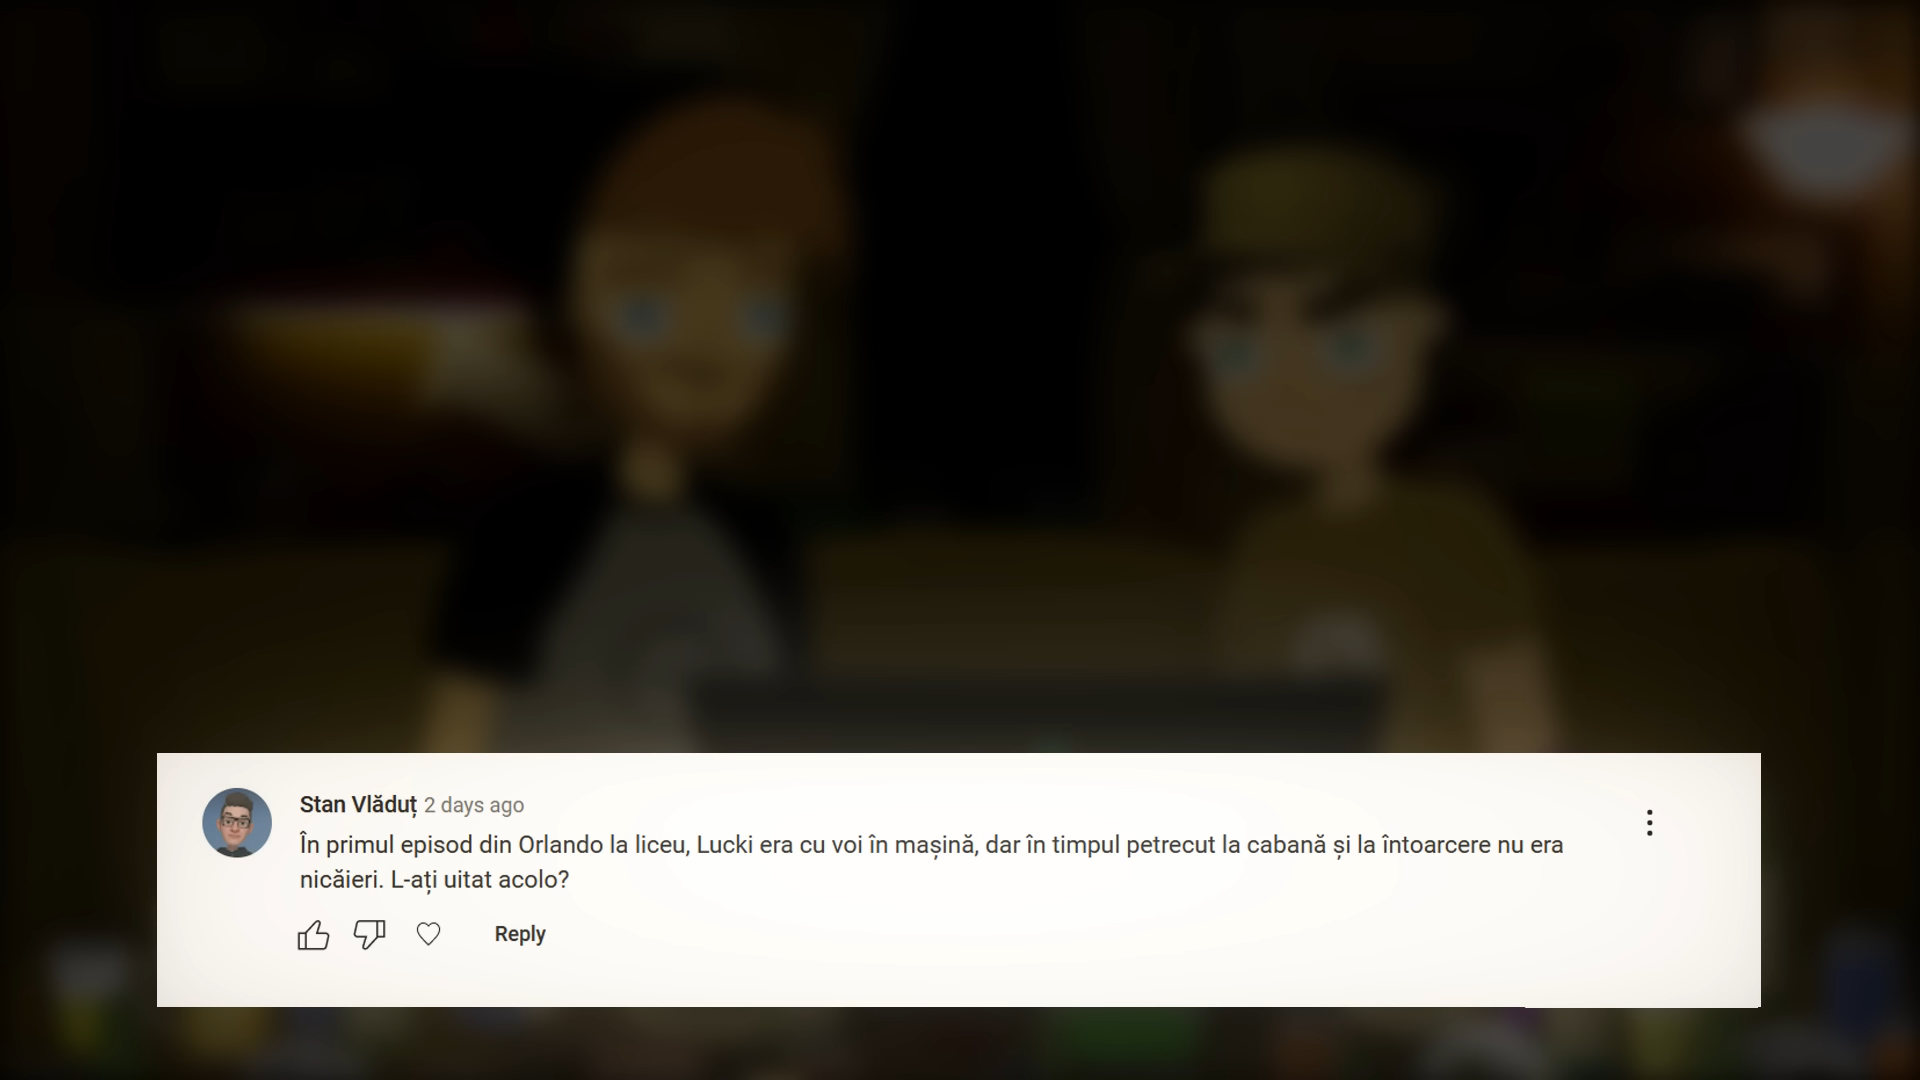 Stan Vlăduț 2 days ago
În primul episod din Orlando la liceu, Lucki era cu voi în mașină, dar în timpul petrecut la cabană și la întoarcere nu era
nicăieri. L-ați uitat acolo?
Reply